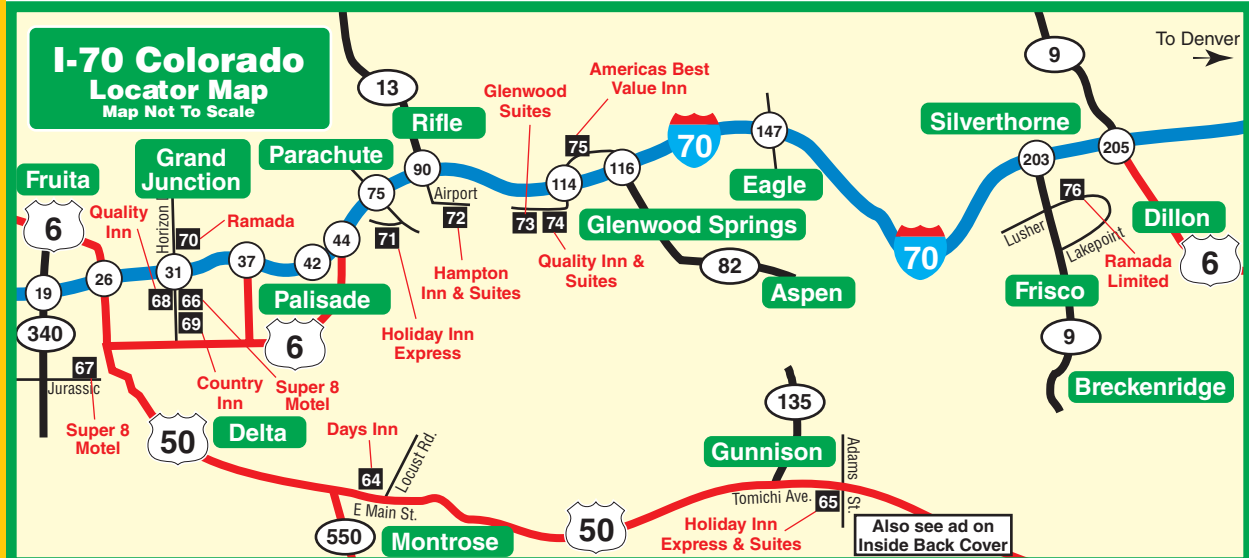 I-70 Colorado
Locator Map
Map Not To Scale
To Denver
9
13
Rifle
Glenwood
Suites
Americas Best
Value Inn
70
147
Silverthorne
205
203
Fruita
Grand
Junction
Parachute
90
75
75
114
116
Eagle
76
Dillon
6
Quality
Inn
Horizon
70
Ramada
Airport
72
73
74
Glenwood Springs
Lusher
Lakepoint
Ramada
Limited
6
19
26
31
37
42
44
71
Hampton
Inn & Suites
Quality Inn &
Suites
82
Aspen
70
Frisco
68
66
69
Palisade
6
Holiday Inn
Express
340
9
Breckenridge
67
Jurassic
Super 8
Motel
Country
Inn
Super 8
Motel
50
Delta
Days Inn
64
Locust Rd.
E Main St.
550
Montrose
50
135
Gunnison
Adams St.
Tomichi Ave.
65
Holiday Inn
Express & Suites
Also see ad on
Inside Back Cover